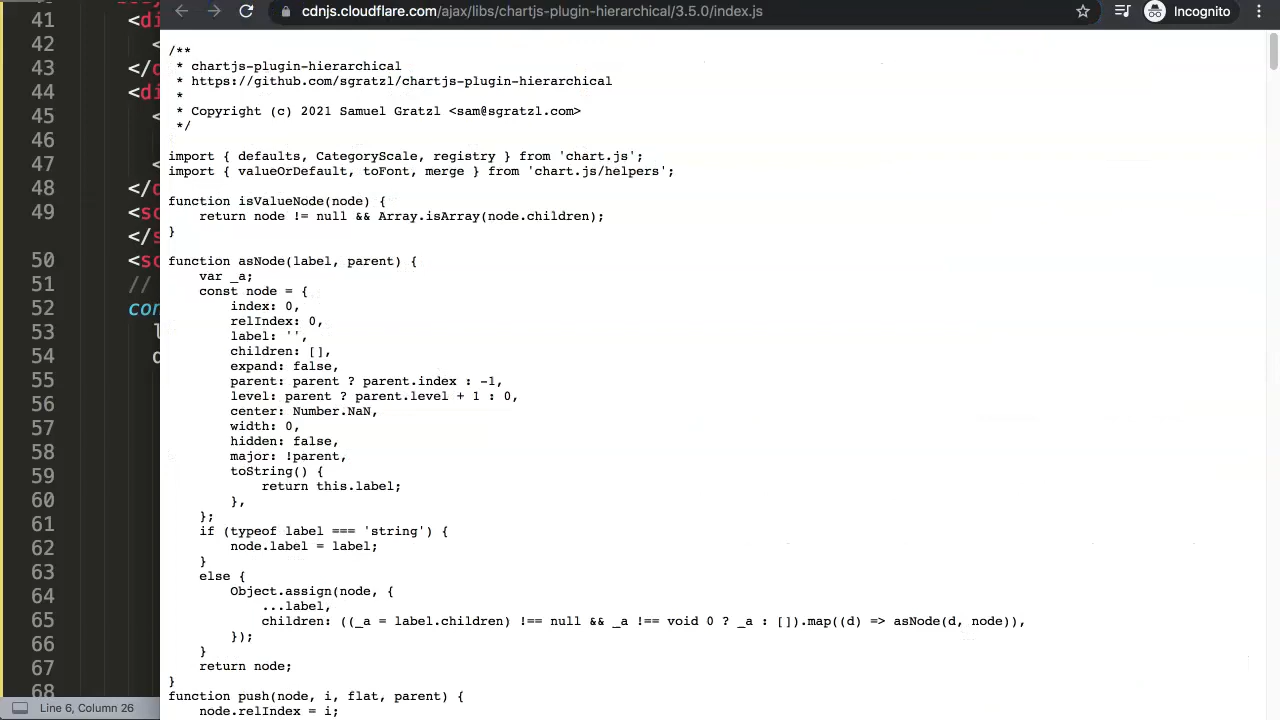 cdnjs.cloudflare.com/ajax/libs/chartjs-plugin-hierarchical/3.5.0/index.js
Incognito
41 <di
42 <
43 </
44 <di
45 <
46
47 <
48 </
49 <sc
</s
50 <sc
51 //
52 con
53 l
54 d
55
56
57
58
59
60
61
62
63
64
65
66
67
68
Line 6, Column 26
/**
* chartjs-plugin-hierarchical
* https://github.com/sgratzl/chartjs-plugin-hierarchical
*
* Copyright (c) 2021 Samuel Gratzl <sam@sgratzl.com>
*/
import { defaults, CategoryScale, registry } from 'chart.js';
import { valueOrDefault, toFont, merge } from 'chart.js/helpers';
function isValueNode(node) {
return node != null && Array.isArray(node.children);
}
function asNode(label, parent) {
var _a;
const node = {
index: 0,
relIndex: 0,
label: '',
children: [],
expand: false,
parent: parent ? parent.index : -1,
level: parent ? parent.level + 1 : 0,
center: Number.NaN,
width: 0,
hidden: false,
major: !parent,
toString() {
return this.label;
},
};
if (typeof label === 'string') {
node.label = label;
}
else {
Object.assign(node, {
...label,
children: ((_a = label.children) !== null && _a !== void 0 ? _a : []).map((d) => asNode(d, node)),
});
}
return node;
}
function push(node, i, flat, parent) {
node.relIndex = i;